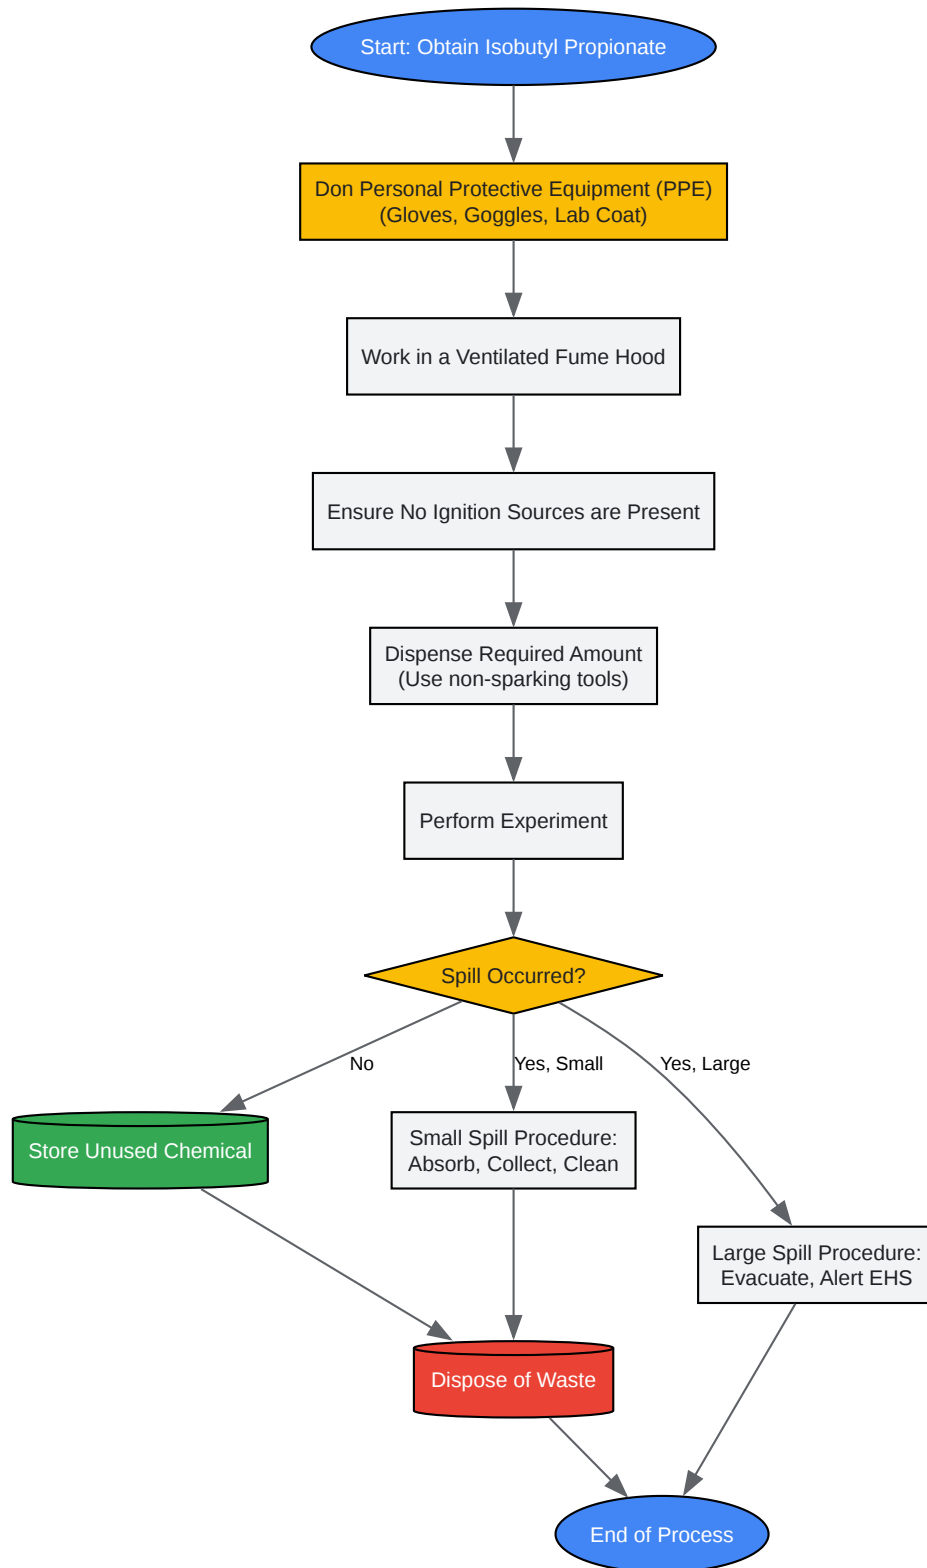 Start: Obtain Isobutyl Propionate
Don Personal Protective Equipment (PPE)
(Gloves, Goggles, Lab Coat)
Work in a Ventilated Fume Hood
Ensure No Ignition Sources are Present
Dispense Required Amount
(Use non-sparking tools)
Perform Experiment
Spill Occurred?
No
Yes, Small
Yes, Large
Store Unused Chemical
Small Spill Procedure:
Absorb, Collect, Clean
Large Spill Procedure:
Evacuate, Alert EHS
Dispose of Waste
End of Process